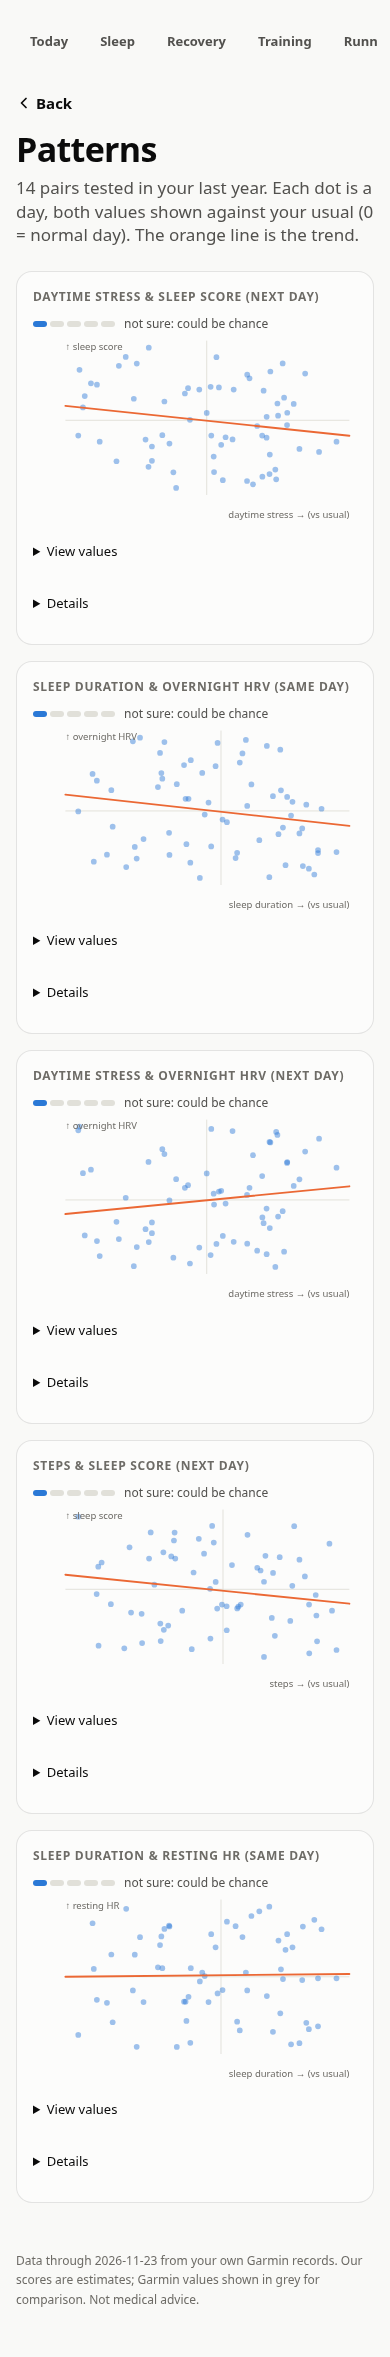 Today Sleep Recovery Training Runn
Back
Patterns
14 pairs tested in your last year. Each dot is a
day, both values shown against your usual (0
= normal day). The orange line is the trend.
DAYTIME STRESS & SLEEP SCORE (NEXT DAY)
not sure: could be chance
↑ sleep score
daytime stress → (vs usual)
▶ View values
▶ Details
SLEEP DURATION & OVERNIGHT HRV (SAME DAY)
not sure: could be chance
↑ overnight HRV
sleep duration → (vs usual)
▶ View values
▶ Details
DAYTIME STRESS & OVERNIGHT HRV (NEXT DAY)
not sure: could be chance
↑ overnight HRV
daytime stress → (vs usual)
▶ View values
▶ Details
STEPS & SLEEP SCORE (NEXT DAY)
not sure: could be chance
↑ sleep score
steps → (vs usual)
▶ View values
▶ Details
SLEEP DURATION & RESTING HR (SAME DAY)
not sure: could be chance
↑ resting HR
sleep duration → (vs usual)
▶ View values
▶ Details
Data through 2026-11-23 from your own Garmin records. Our
scores are estimates; Garmin values shown in grey for
comparison. Not medical advice.